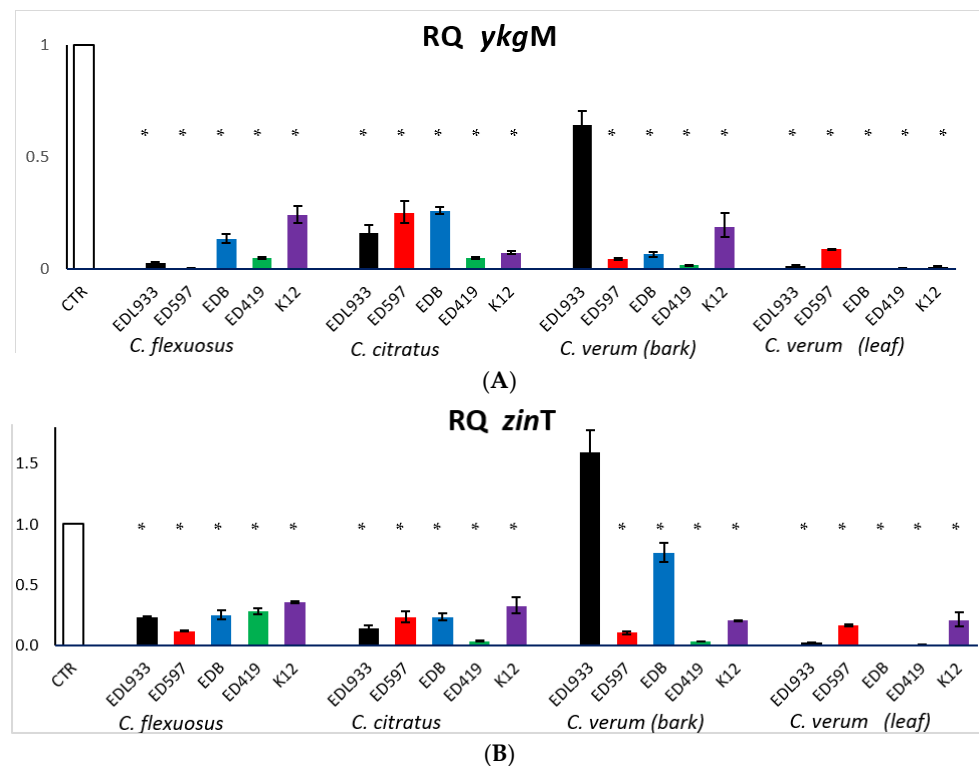 RQ ykgM
1
* * * * * * * * * * * * * * * * * * *
0.5
0
CTR EDL933 ED597 EDB ED419 K12 EDL933 ED597 EDB ED419 K12 EDL933 ED597 EDB ED419 K12 EDL933 ED597 EDB ED419 K12
C. flexuosus C. citratus C. verum (bark) C. verum (leaf)
(A)
RQ zinT
1.5
1.0
* * * * * * * * * * * * * * * * * * *
0.5
0.0
CTR EDL933 ED597 EDB ED419 K12 EDL933 ED597 EDB ED419 K12 EDL933 ED597 EDB ED419 K12 EDL933 ED597 EDB ED419 K12
C. flexuosus C. citratus C. verum (bark) C. verum (leaf)
(B)